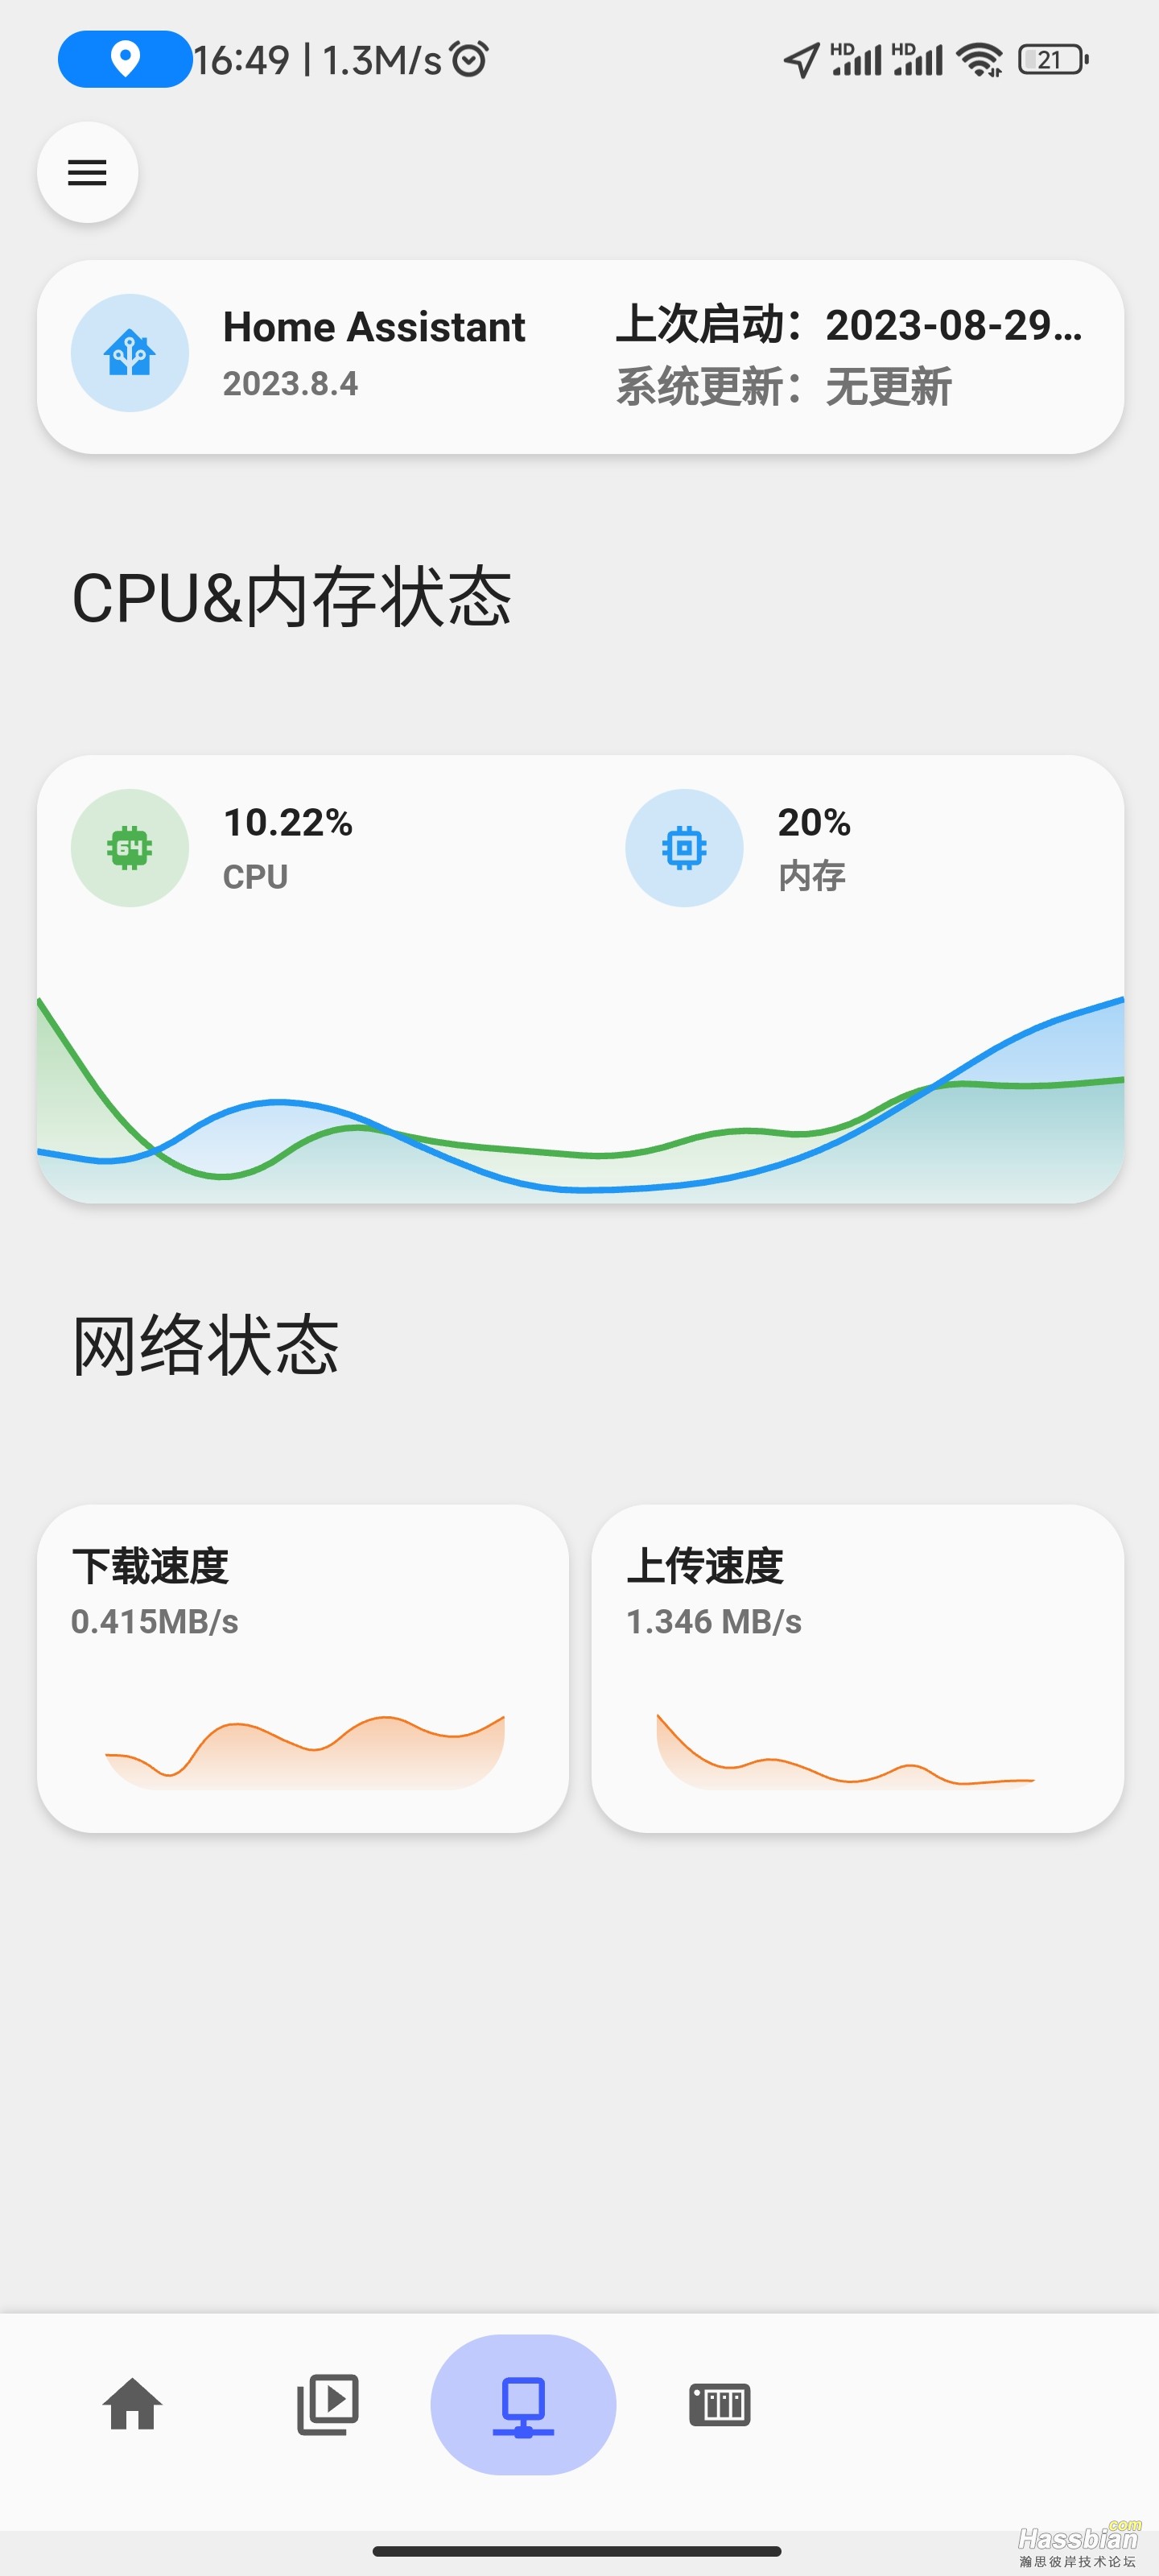 16:49 | 1.3M/s
HD HD 21
Home Assistant
2023.8.4
上次启动：2023-08-29…
系统更新：无更新
CPU&内存状态
64
10.22%
CPU
20%
内存
网络状态
下载速度
0.415MB/s
上传速度
1.346 MB/s
Hassbian.com
瀚思彼岸技术论坛